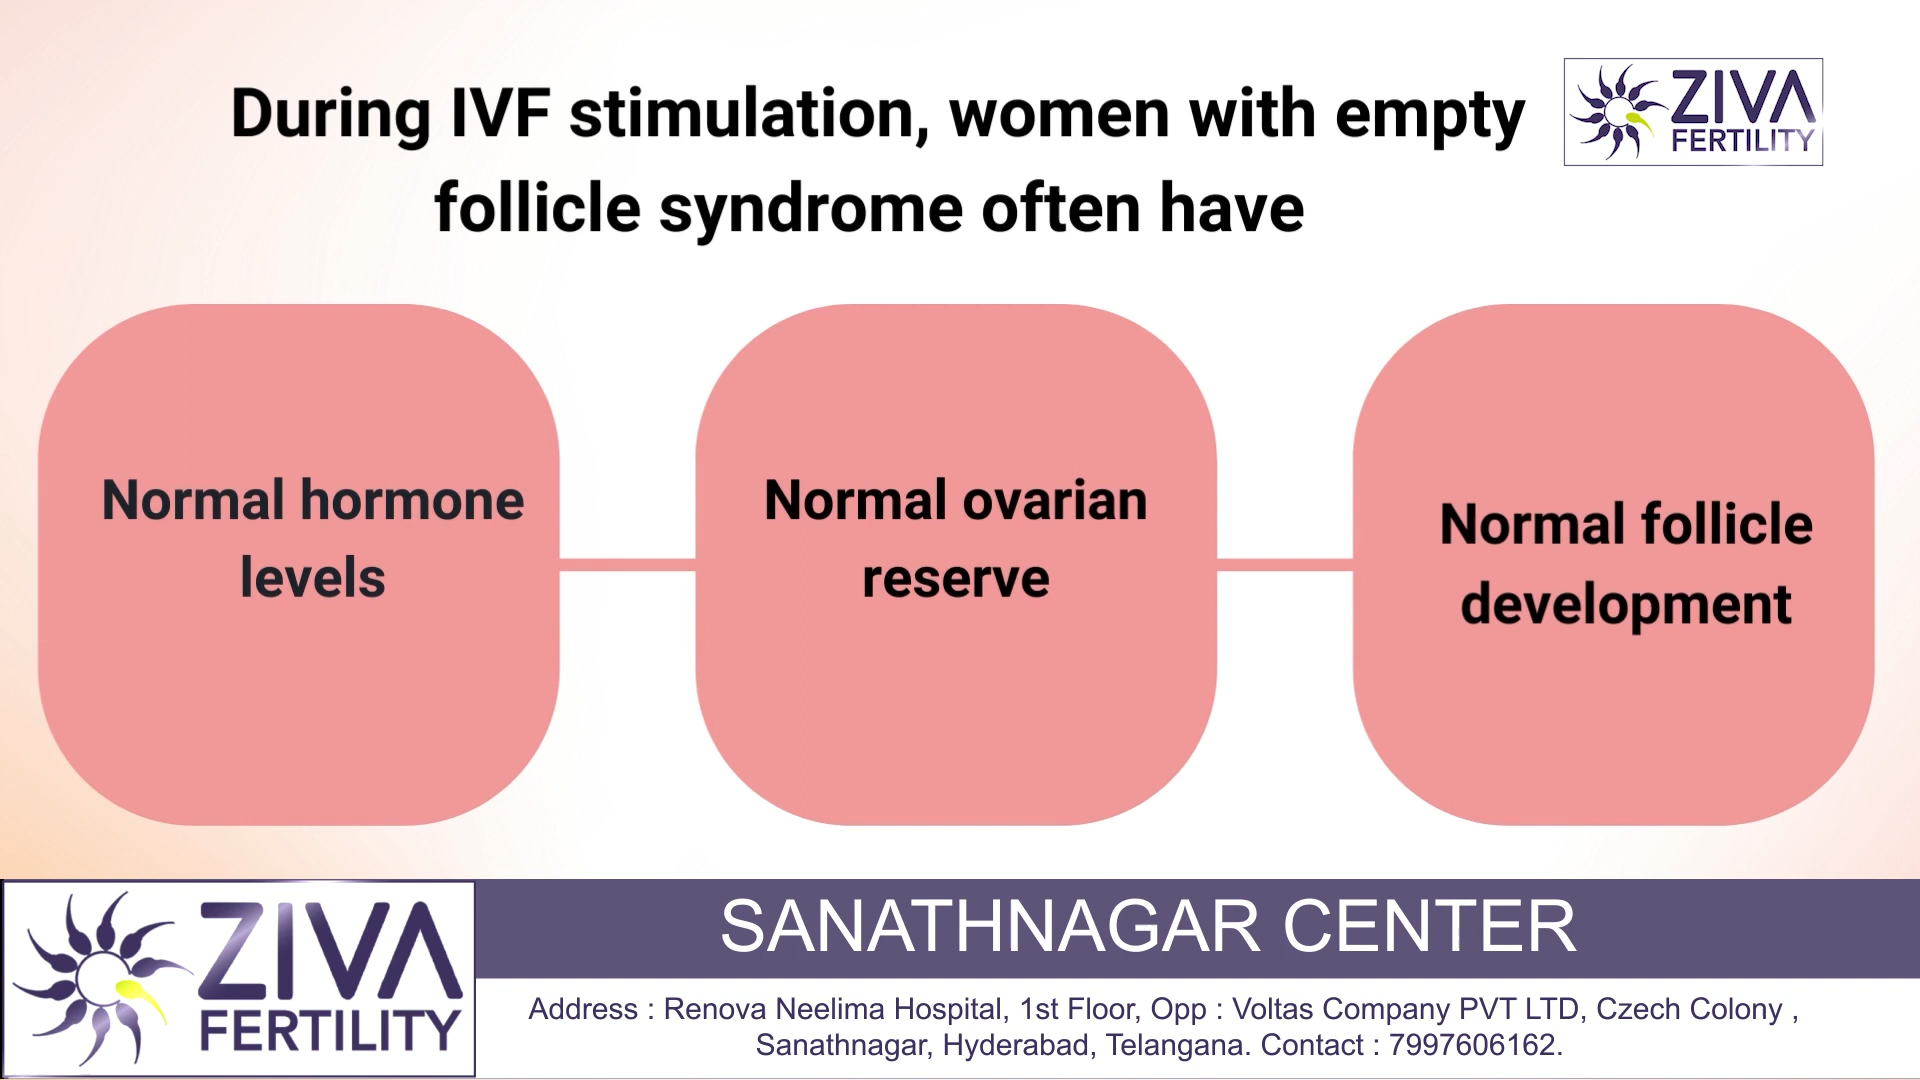 During IVF stimulation, women with empty
follicle syndrome often have
ZIVA
FERTILITY
Normal hormone
levels
Normal ovarian
reserve
Normal follicle
development
ZIVA
FERTILITY
SANATHNAGAR CENTER
Address : Renova Neelima Hospital, 1st Floor, Opp : Voltas Company PVT LTD, Czech Colony ,
Sanathnagar, Hyderabad, Telangana. Contact : 7997606162.